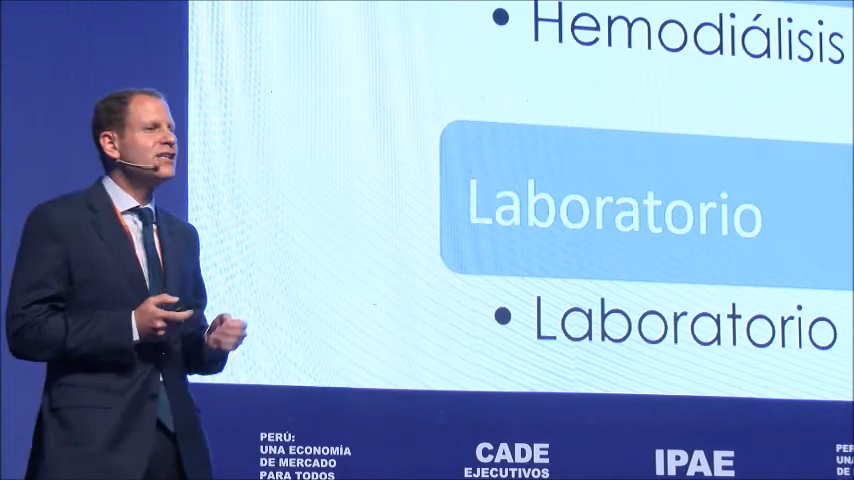 • Hemodiálisis
Laboratorio
• Laboratorio
PERÚ:
UNA ECONOMÍA
DE MERCADO
PARA TODOS
CADE
EJECUTIVOS
IPAE